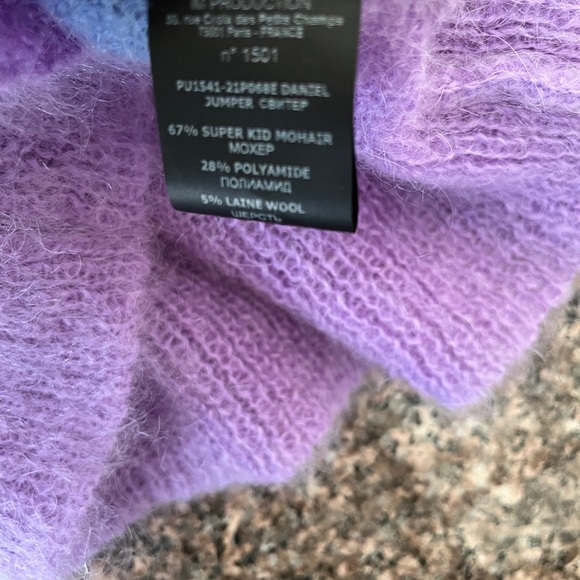 IM PRODUCTION
50, rue Croix des Petits Champs
75001 Paris - FRANCE
n° 1501
PU1541-21P068E DANIEL
JUMPER СВИТЕР
67% SUPER KID MOHAIR
МОХЕР
28% POLYAMIDE
ПОЛИАМИД
5% LAINE WOOL
ШЕРСТЬ